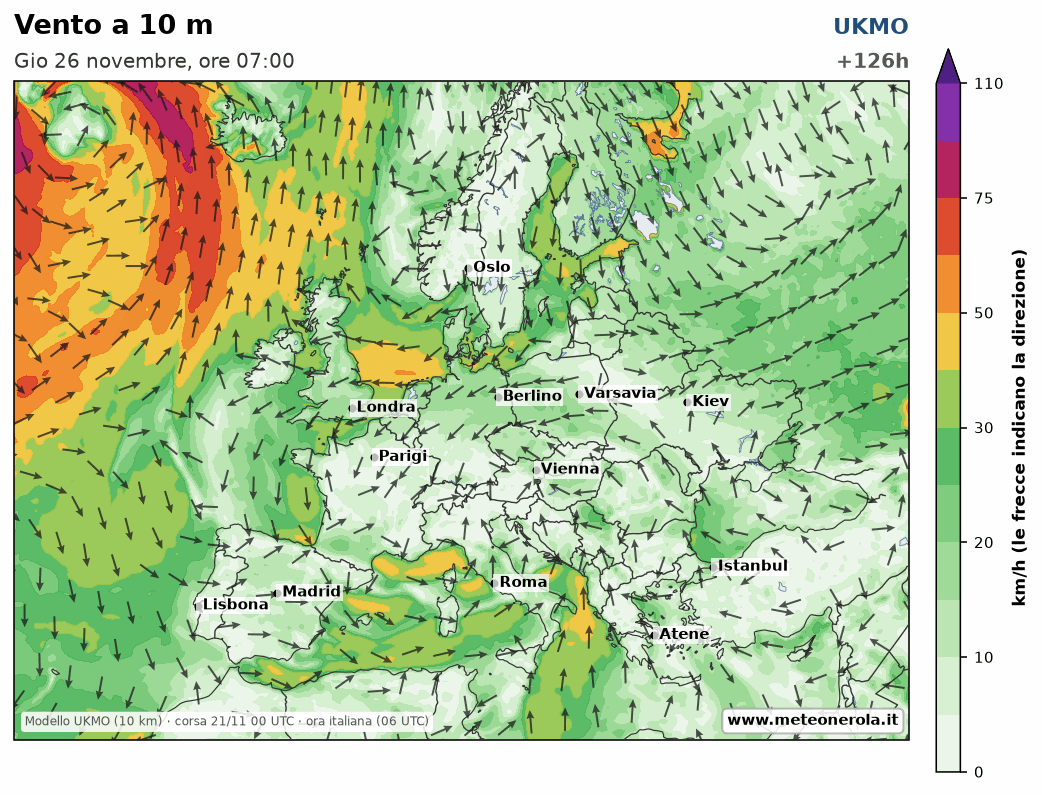 Vento a 10 m
UKMO
Gio 26 novembre, ore 07:00
+126h
110
75
50
30
20
10
0
km/h (le frecce indicano la direzione)
Oslo
Berlino
Varsavia
Kiev
Londra
Parigi
Vienna
Istanbul
Roma
Madrid
Lisbona
Atene
Modello UKMO (10 km) · corsa 21/11 00 UTC · ora italiana (06 UTC)
www.meteonerola.it